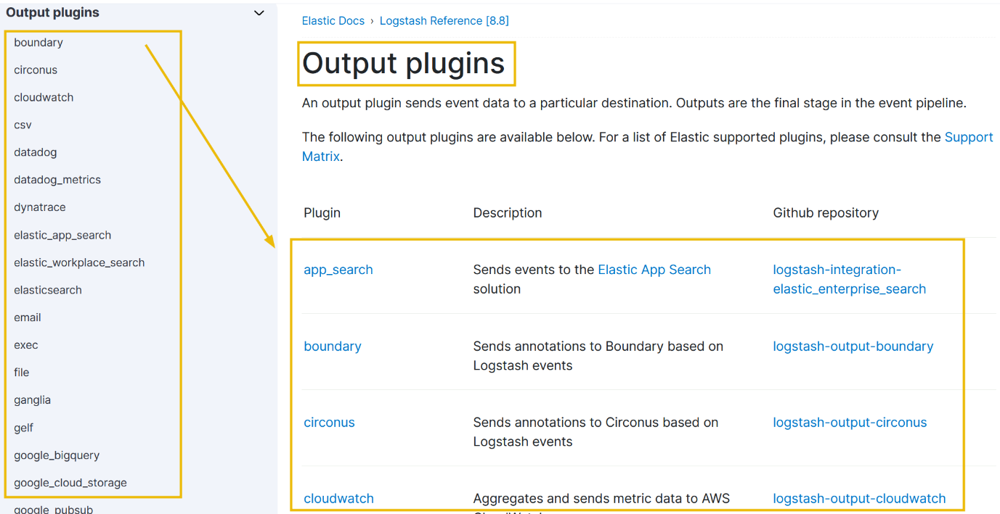 Output plugins
boundary
circonus
cloudwatch
csv
datadog
datadog_metrics
dynatrace
elastic_app_search
elastic_workplace_search
elasticsearch
email
exec
file
ganglia
gelf
google_bigquery
google_cloud_storage
google_pubsub
Elastic Docs › Logstash Reference [8.8]
Output plugins
An output plugin sends event data to a particular destination. Outputs are the final stage in the event pipeline.
The following output plugins are available below. For a list of Elastic supported plugins, please consult the Support
Matrix.
Plugin Description Github repository
app_search Sends events to the Elastic App Search logstash-integration-
solution elastic_enterprise_search
boundary Sends annotations to Boundary based on logstash-output-boundary
Logstash events
circonus Sends annotations to Circonus based on logstash-output-circonus
Logstash events
cloudwatch Aggregates and sends metric data to AWS logstash-output-cloudwatch